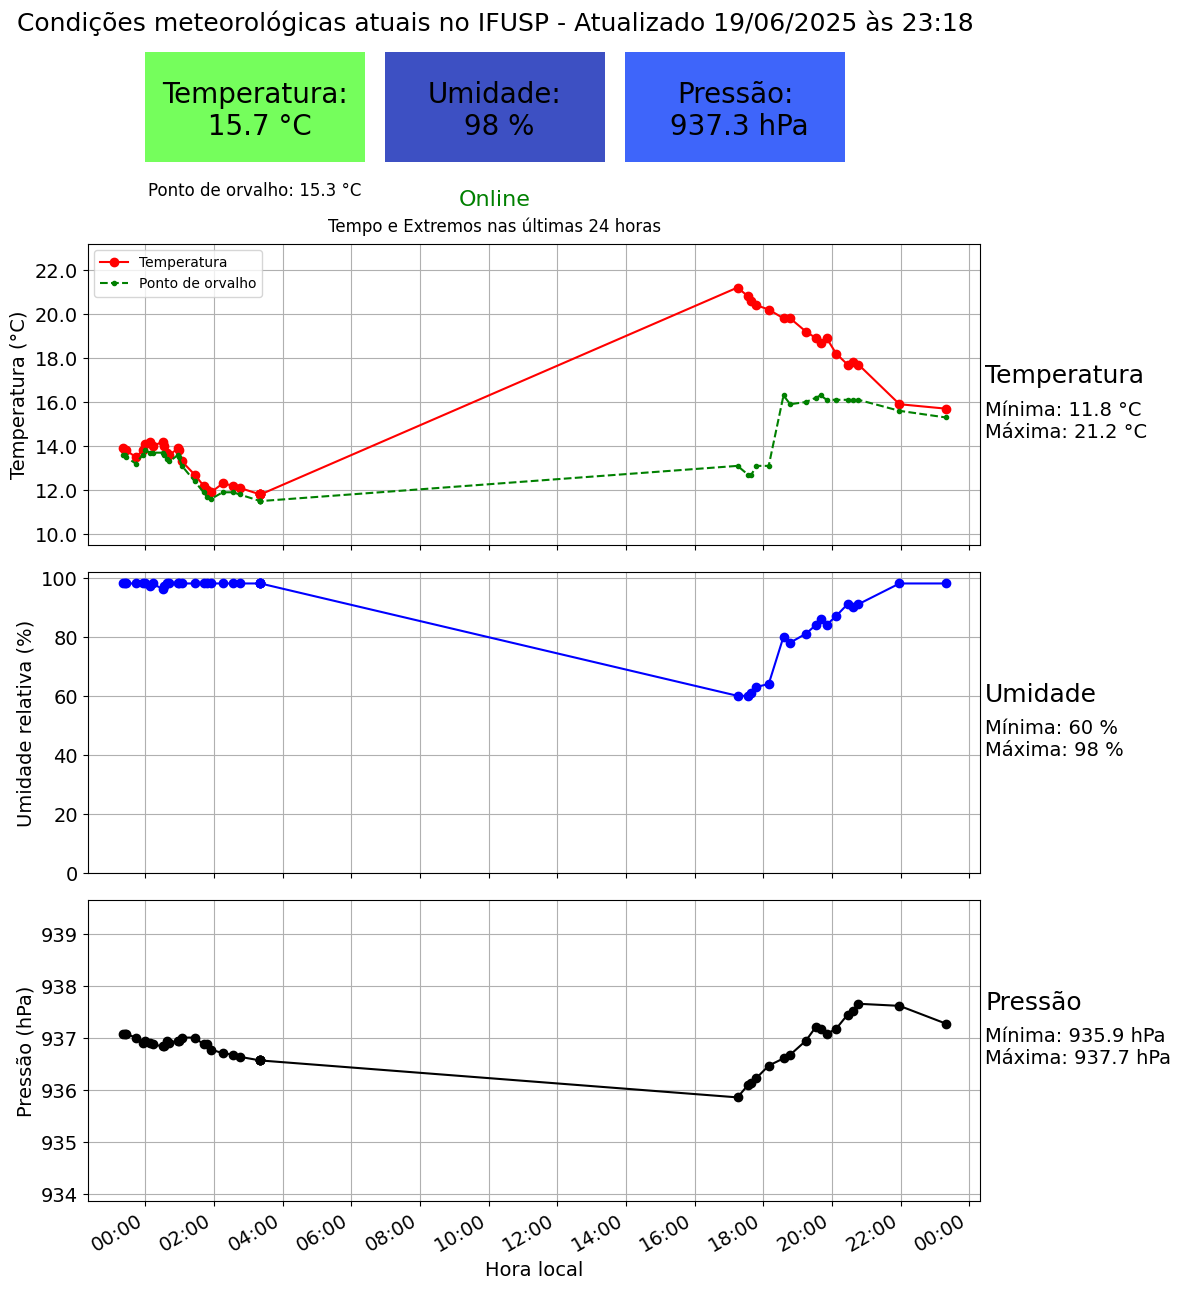 Condições meteorológicas atuais no IFUSP - Atualizado 19/06/2025 às 23:18
Temperatura:
15.7 °C
Umidade:
98 %
Pressão:
937.3 hPa
Ponto de orvalho: 15.3 °C
Online
Tempo e Extremos nas últimas 24 horas
Temperatura (°C)
22.0
20.0
18.0
16.0
14.0
12.0
10.0
Temperatura
Ponto de orvalho
Temperatura
Mínima: 11.8 °C
Máxima: 21.2 °C
Umidade relativa (%)
100
80
60
40
20
0
Umidade
Mínima: 60 %
Máxima: 98 %
Pressão (hPa)
939
938
937
936
935
934
Pressão
Mínima: 935.9 hPa
Máxima: 937.7 hPa
00:00 02:00 04:00 06:00 08:00 10:00 12:00 14:00 16:00 18:00 20:00 22:00 00:00
Hora local